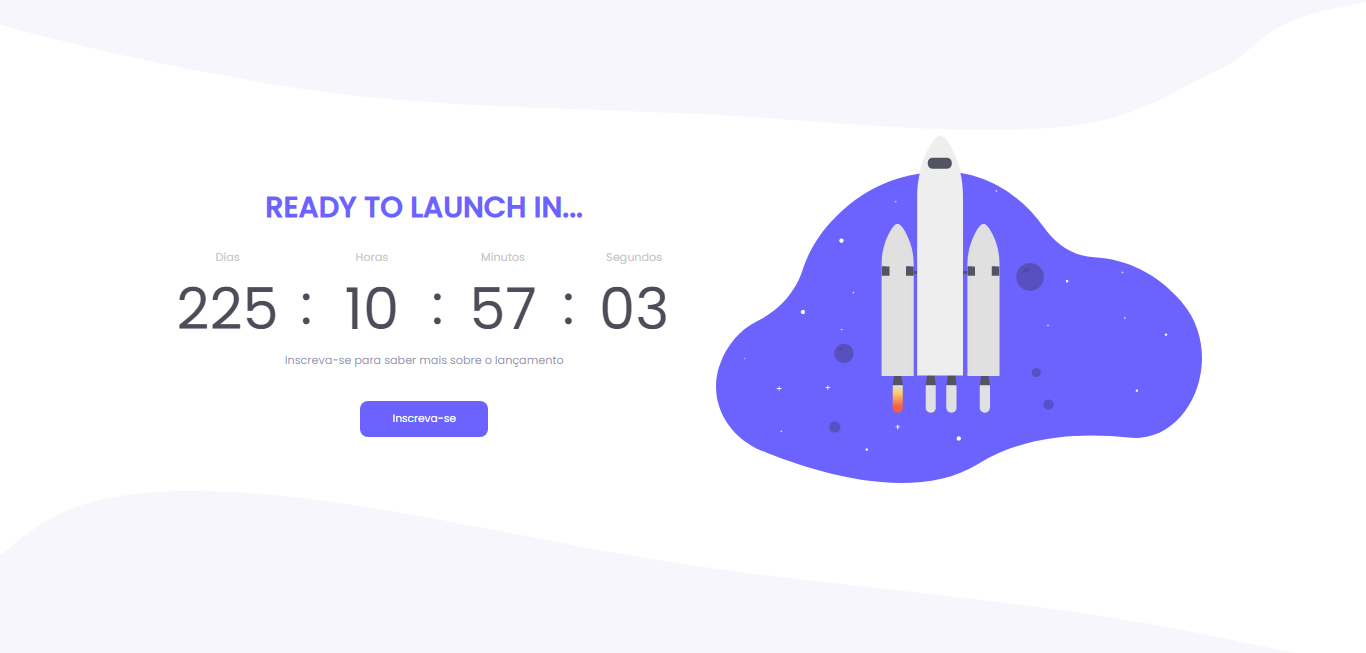 READY TO LAUNCH IN...
Dias Horas Minutos Segundos
225 : 10 : 57 : 03
Inscreva-se para saber mais sobre o lançamento
Inscreva-se